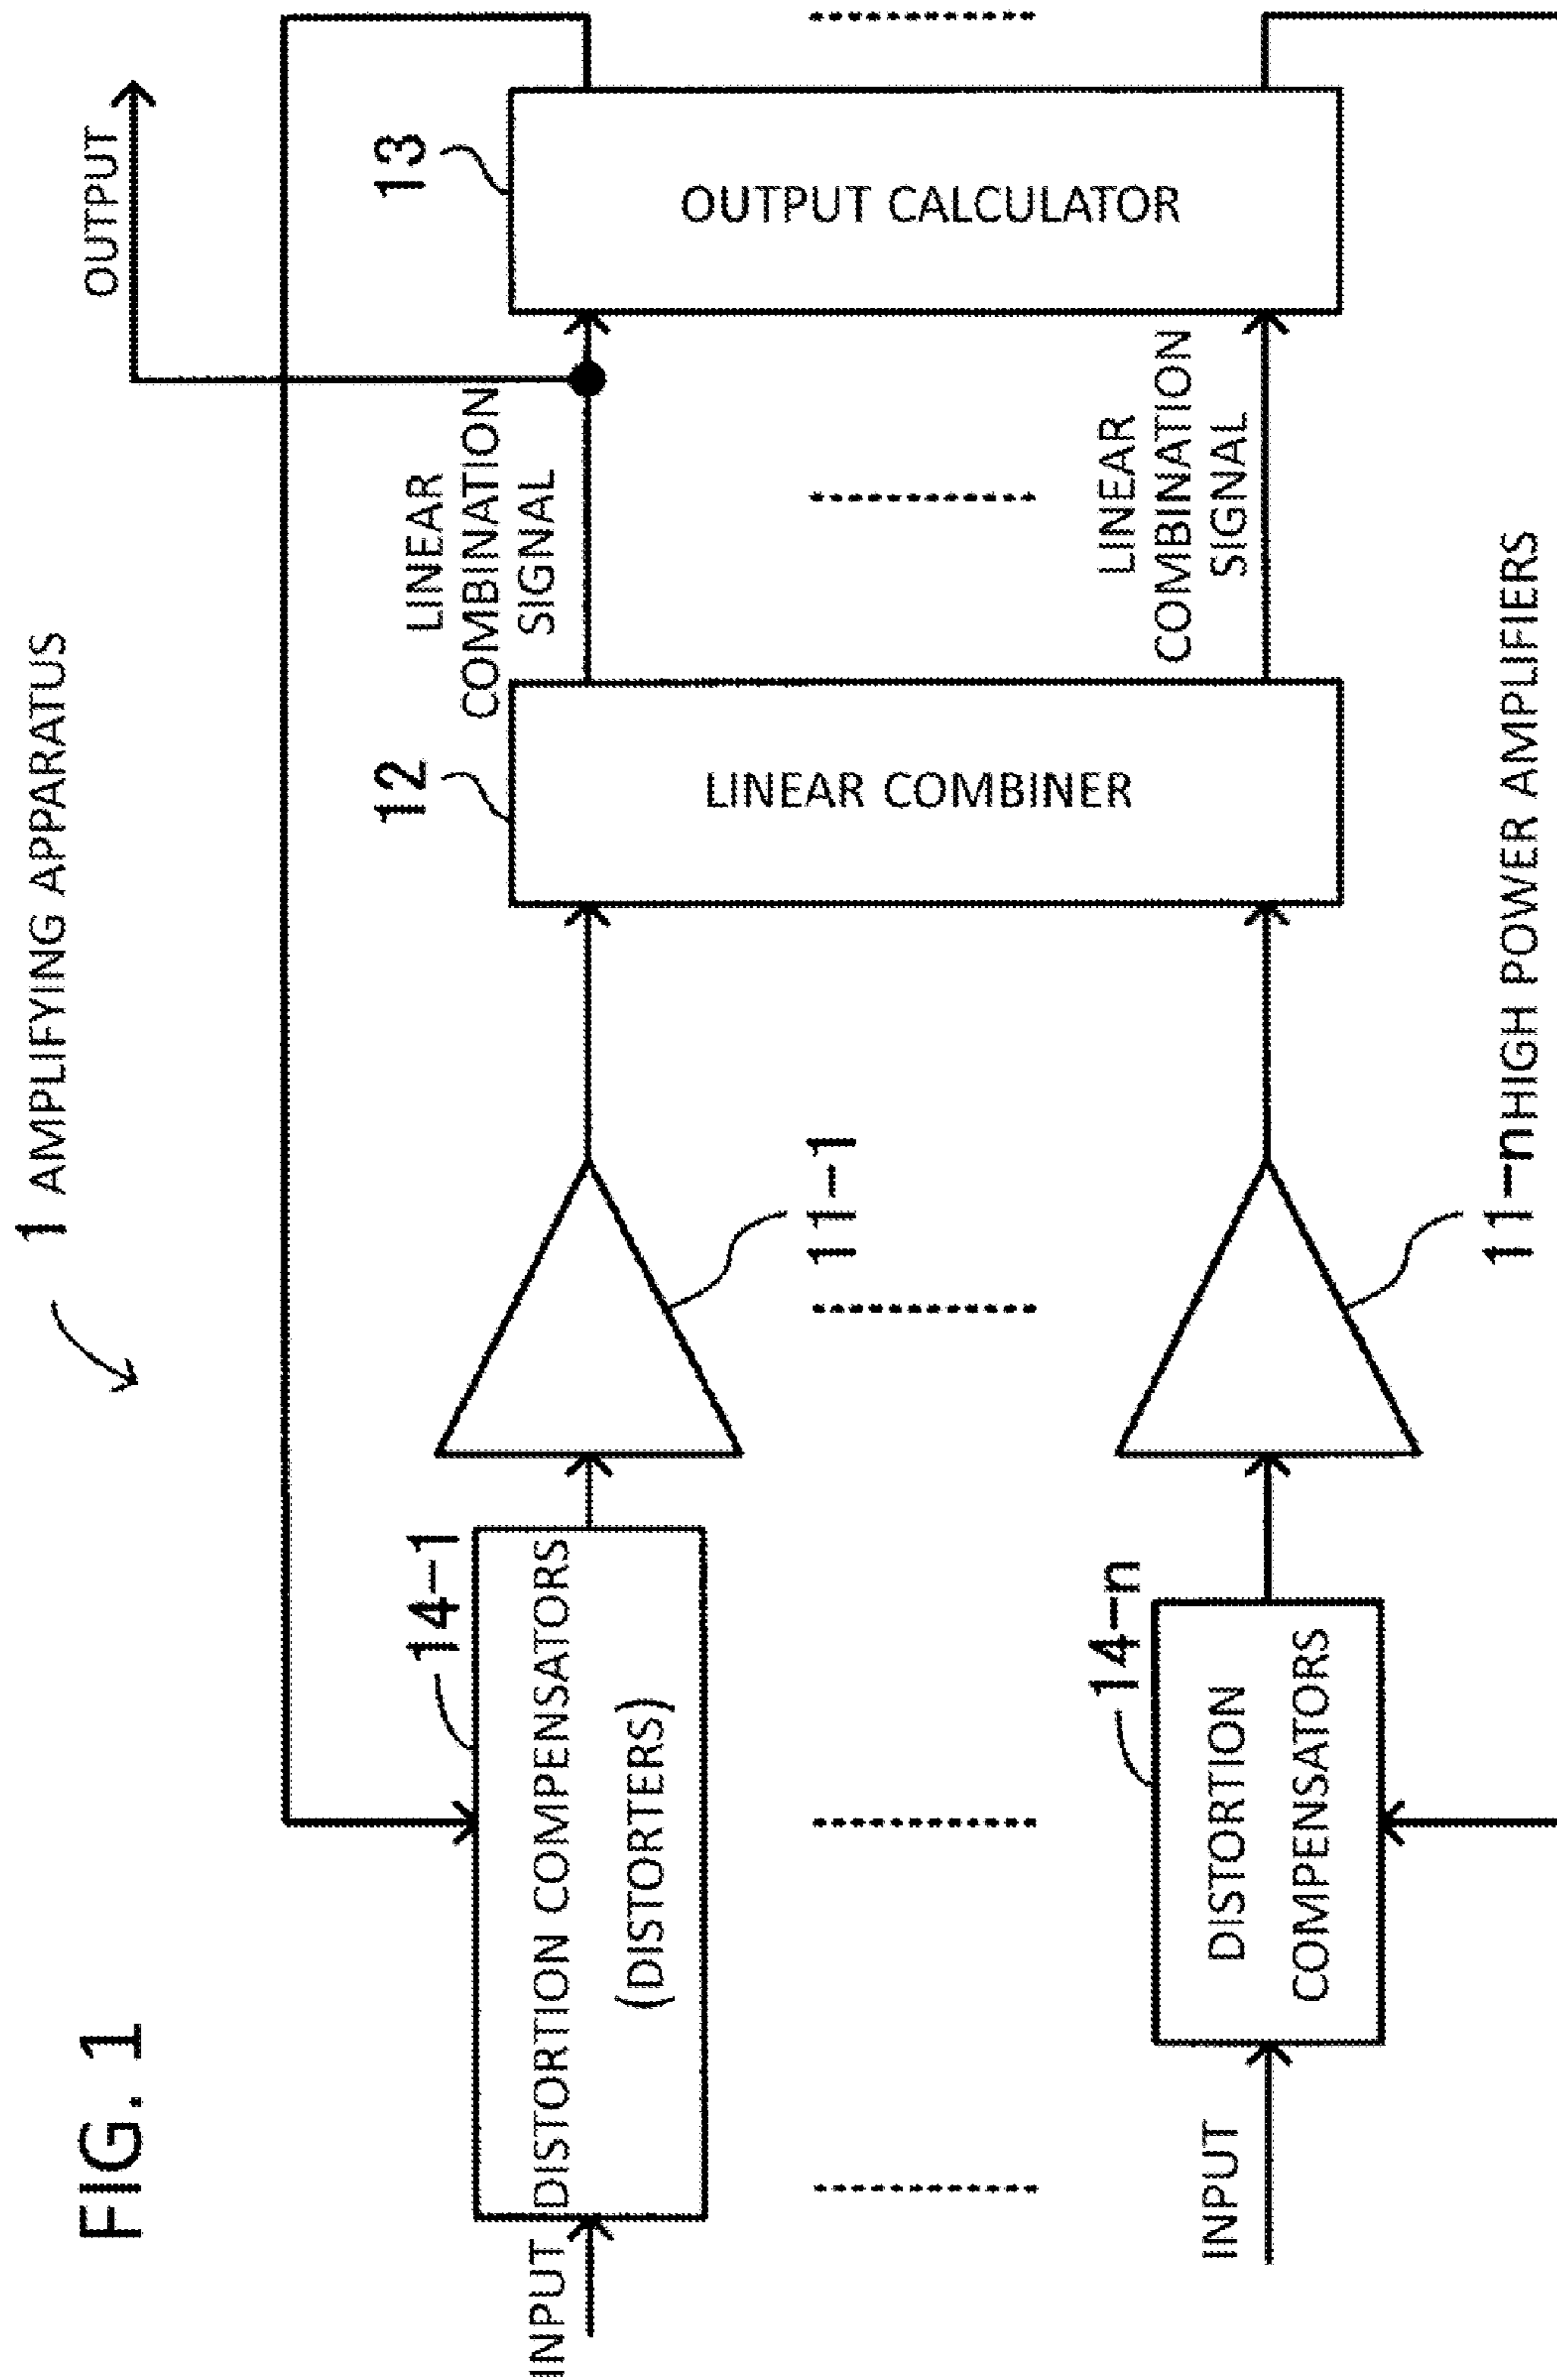 FIG. 1
1 AMPLIFYING APPARATUS
OUTPUT
14-1
12
13
LINEAR
COMBINATION
SIGNAL
INPUT
DISTORTION COMPENSATORS
(DISTORTERS)
11-1
LINEAR COMBINER
OUTPUT CALCULATOR
14-n
LINEAR
COMBINATION
SIGNAL
INPUT
DISTORTION
COMPENSATORS
11-nHIGH POWER AMPLIFIERS